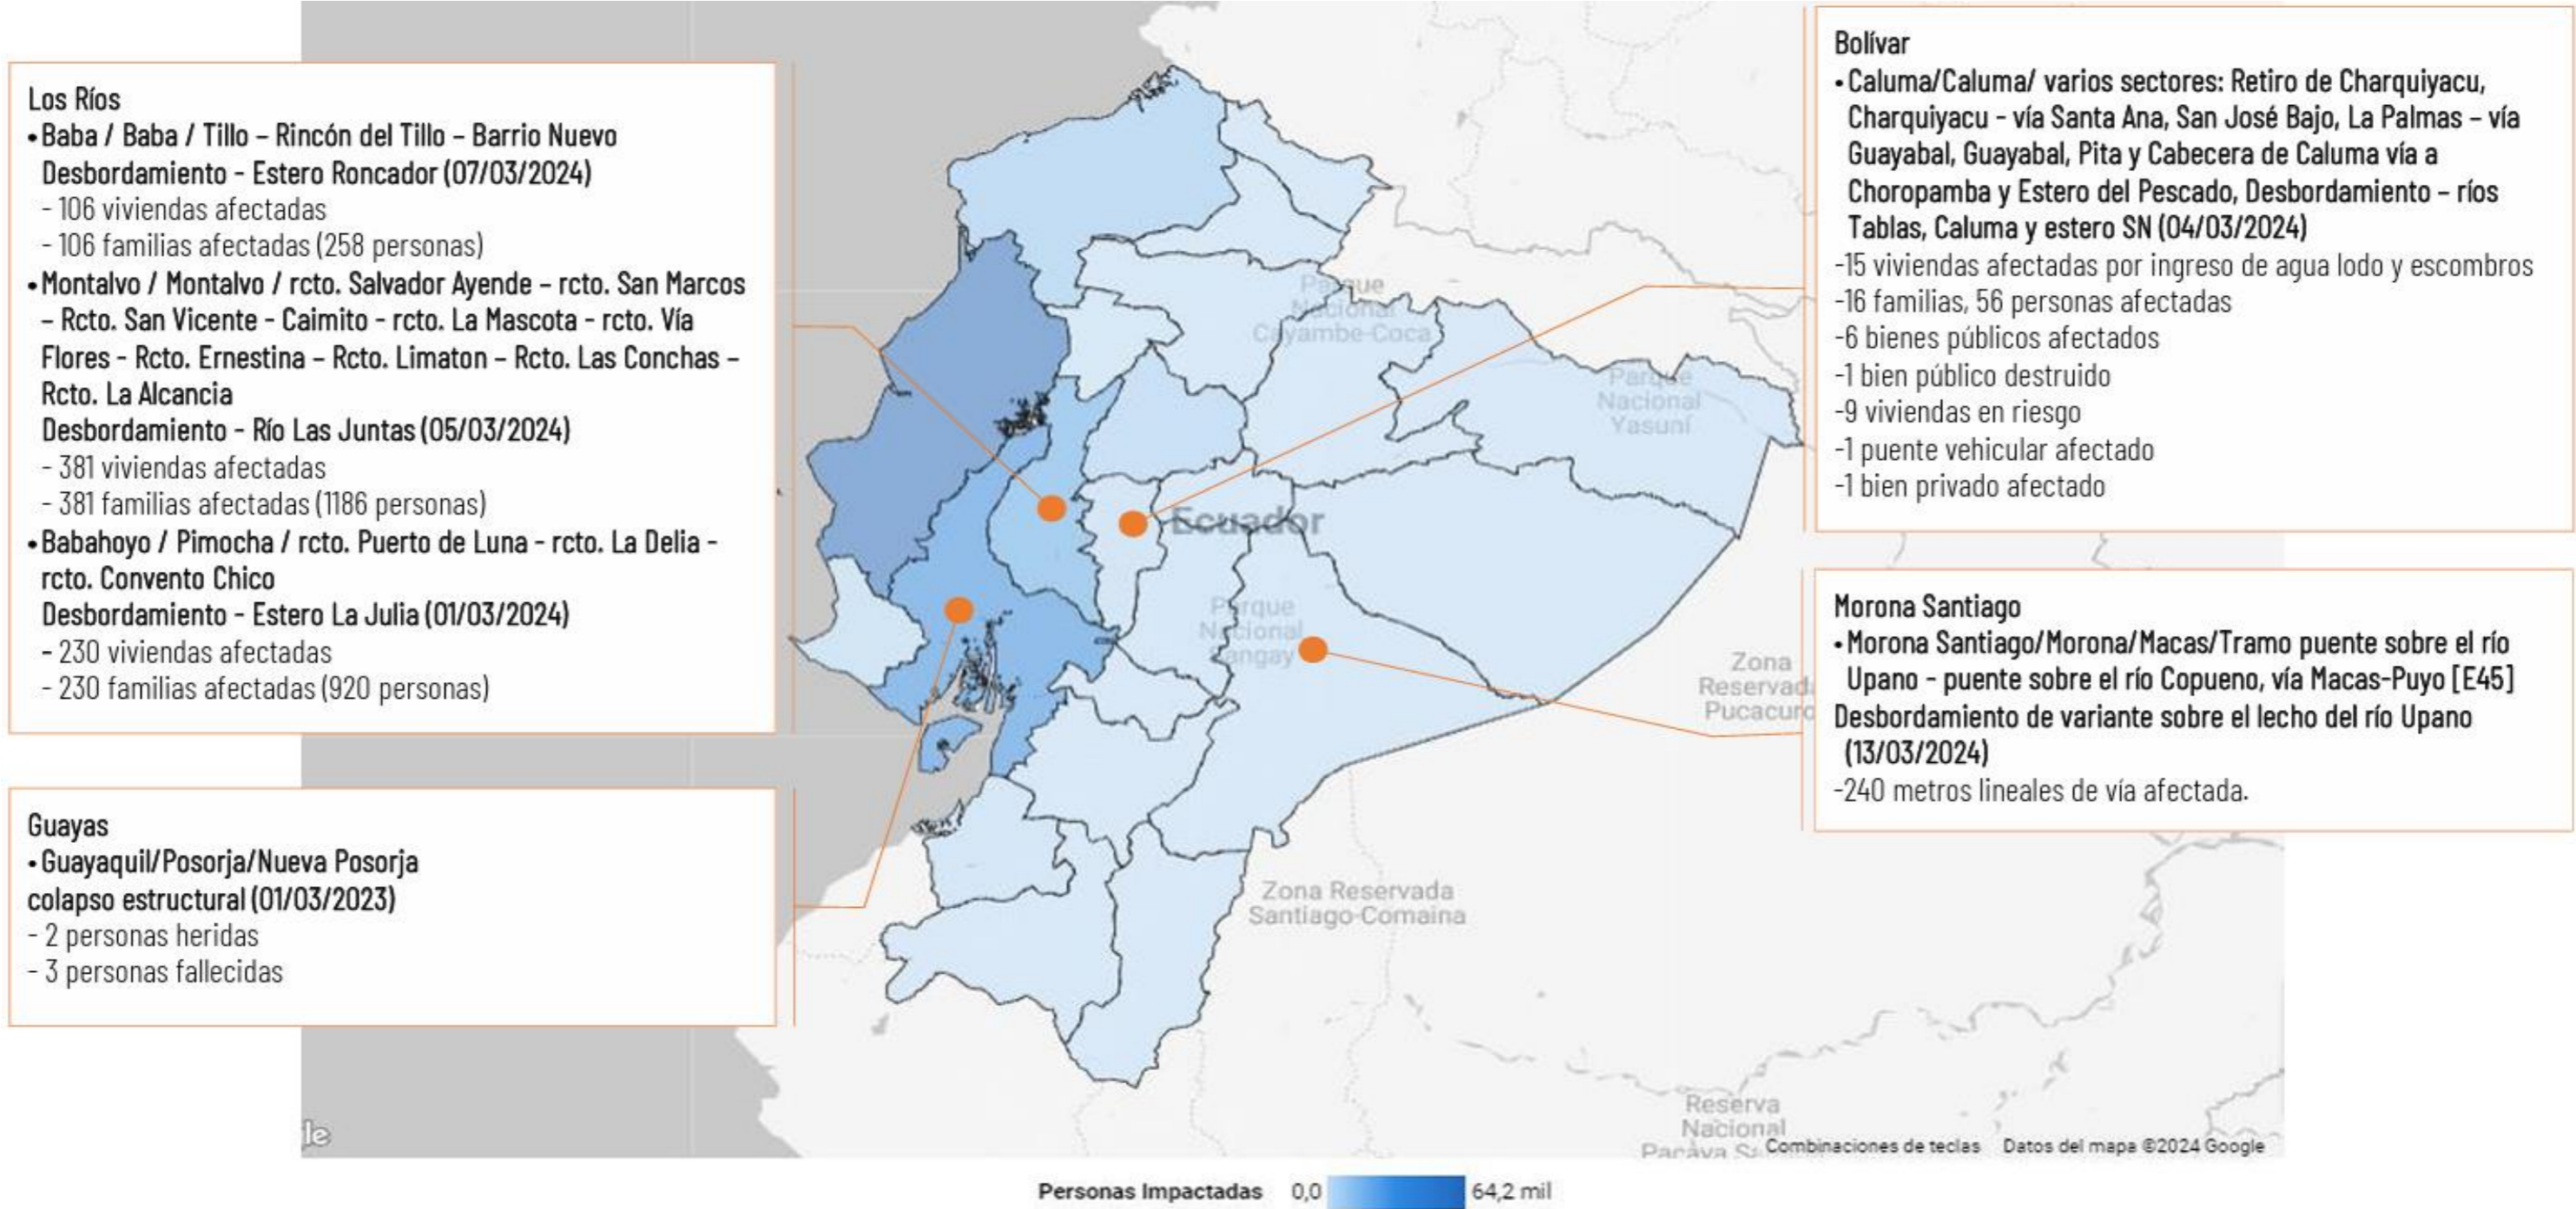 Los Ríos
•Baba / Baba / Tillo – Rincón del Tillo – Barrio Nuevo
Desbordamiento - Estero Roncador (07/03/2024)
- 106 viviendas afectadas
- 106 familias afectadas (258 personas)
•Montalvo / Montalvo / rcto. Salvador Ayende – rcto. San Marcos
– Rcto. San Vicente - Caimito - rcto. La Mascota - rcto. Vía
Flores - Rcto. Ernestina – Rcto. Limaton – Rcto. Las Conchas –
Rcto. La Alcancia
Desbordamiento - Río Las Juntas (05/03/2024)
- 381 viviendas afectadas
- 381 familias afectadas (1186 personas)
•Babahoyo / Pimocha / rcto. Puerto de Luna - rcto. La Delia -
rcto. Convento Chico
Desbordamiento - Estero La Julia (01/03/2024)
- 230 viviendas afectadas
- 230 familias afectadas (920 personas)
Guayas
•Guayaquil/Posorja/Nueva Posorja
colapso estructural (01/03/2023)
- 2 personas heridas
- 3 personas fallecidas
Bolívar
•Caluma/Caluma/ varios sectores: Retiro de Charquiyacu,
Charquiyacu - vía Santa Ana, San José Bajo, La Palmas – vía
Guayabal, Guayabal, Pita y Cabecera de Caluma vía a
Choropamba y Estero del Pescado, Desbordamiento – ríos
Tablas, Caluma y estero SN (04/03/2024)
-15 viviendas afectadas por ingreso de agua lodo y escombros
-16 familias, 56 personas afectadas
-6 bienes públicos afectados
-1 bien público destruido
-9 viviendas en riesgo
-1 puente vehicular afectado
-1 bien privado afectado
Morona Santiago
•Morona Santiago/Morona/Macas/Tramo puente sobre el río
Upano - puente sobre el río Copueno, vía Macas-Puyo [E45]
Desbordamiento de variante sobre el lecho del río Upano
(13/03/2024)
-240 metros lineales de vía afectada.
Parque
Nacional
Cayambe-Coca
Parque
Nacional
Yasuní
Ecuador
Parque
Nacional
Sangay
Zona
Reservada
Pucacuro
Zona Reservada
Santiago-Comaina
Reserva
Nacional
Pacaya
le
Combinaciones de teclas Datos del mapa ©2024 Google
Personas Impactadas 0,0 64,2 mil